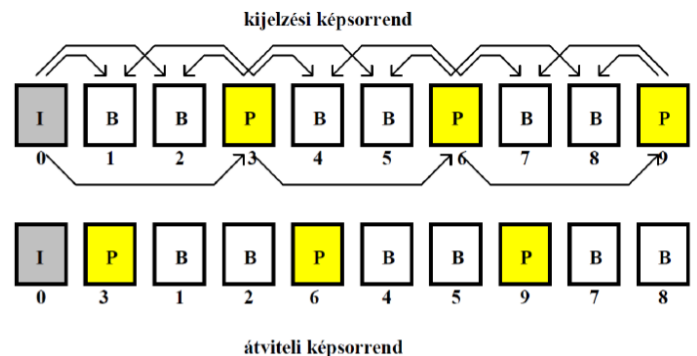 kijelzési képsorrend
I B B P B B P B B P
0 1 2 3 4 5 6 7 8 9
I P B B P B B P B B
0 3 1 2 6 4 5 9 7 8
átviteli képsorrend